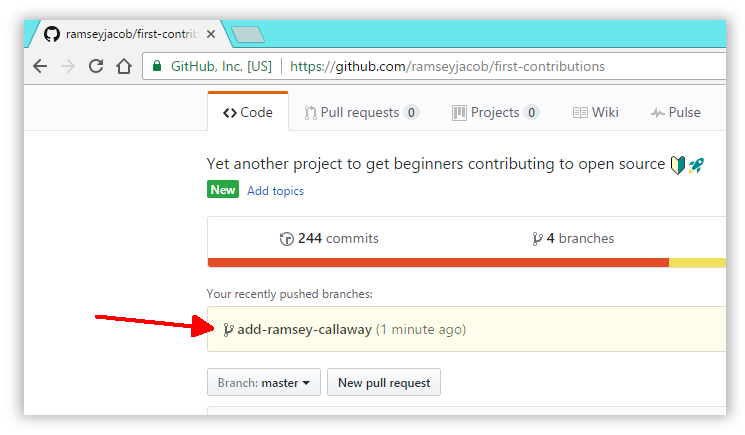 ramseyjacob/first-contrib
GitHub, Inc. [US] https://github.com/ramseyjacob/first-contributions
Code Pull requests 0 Projects 0 Wiki Pulse
Yet another project to get beginners contributing to open source
New Add topics
244 commits 4 branches
Your recently pushed branches:
add-ramsey-callaway (1 minute ago)
Branch: master New pull request